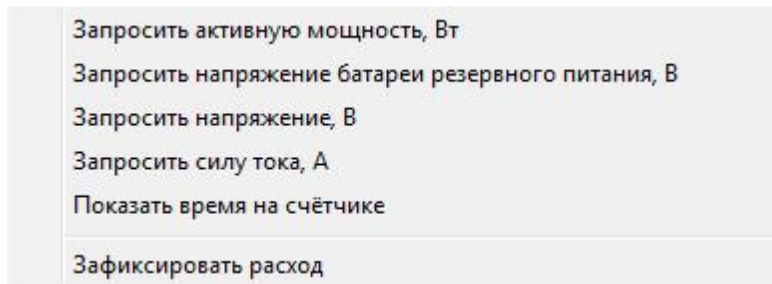 Запросить активную мощность, Вт
Запросить напряжение батареи резервного питания, В
Запросить напряжение, В
Запросить силу тока, А
Показать время на счётчике
Зафиксировать расход